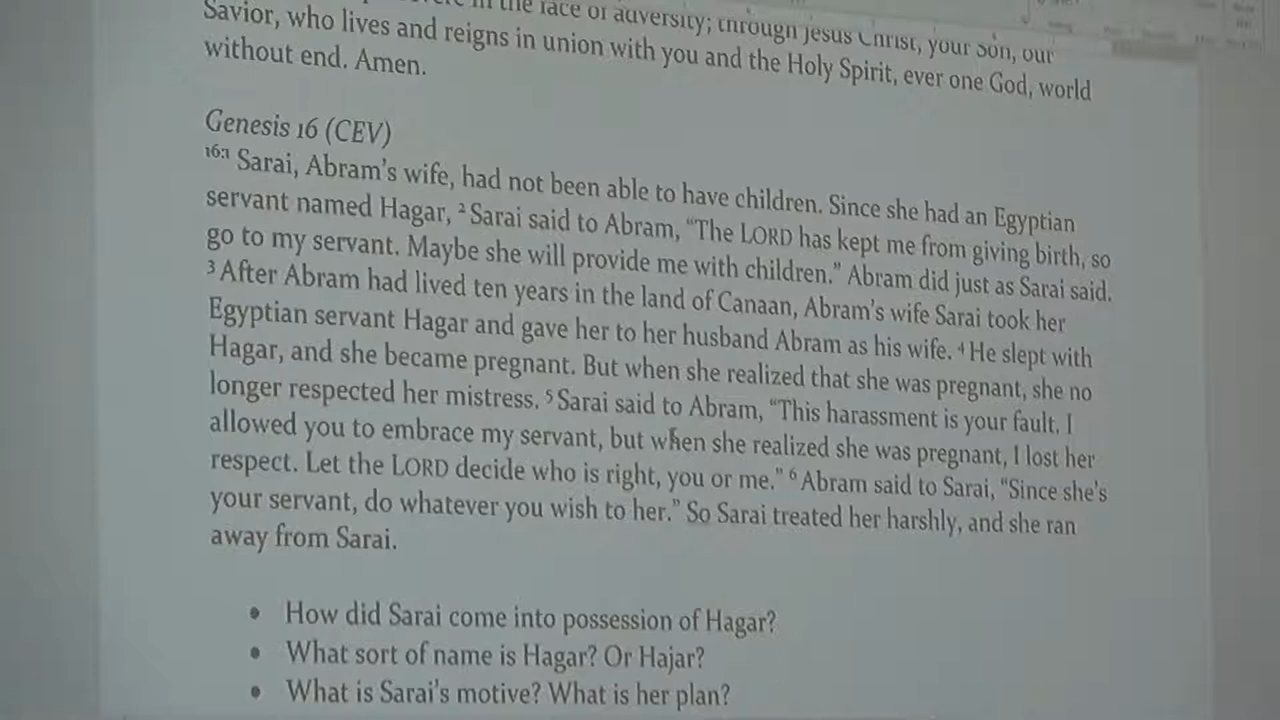 in the face of adversity; through Jesus Christ, your Son, our
Savior, who lives and reigns in union with you and the Holy Spirit, ever one God, world
without end. Amen.
Genesis 16 (CEV)
16:1 Sarai, Abram’s wife, had not been able to have children. Since she had an Egyptian
servant named Hagar, 2 Sarai said to Abram, “The LORD has kept me from giving birth, so
go to my servant. Maybe she will provide me with children.” Abram did just as Sarai said.
3 After Abram had lived ten years in the land of Canaan, Abram’s wife Sarai took her
Egyptian servant Hagar and gave her to her husband Abram as his wife. 4 He slept with
Hagar, and she became pregnant. But when she realized that she was pregnant, she no
longer respected her mistress. 5 Sarai said to Abram, “This harassment is your fault. I
allowed you to embrace my servant, but when she realized she was pregnant, I lost her
respect. Let the LORD decide who is right, you or me.” 6 Abram said to Sarai, “Since she’s
your servant, do whatever you wish to her.” So Sarai treated her harshly, and she ran
away from Sarai.
• How did Sarai come into possession of Hagar?
• What sort of name is Hagar? Or Hajar?
• What is Sarai’s motive? What is her plan?